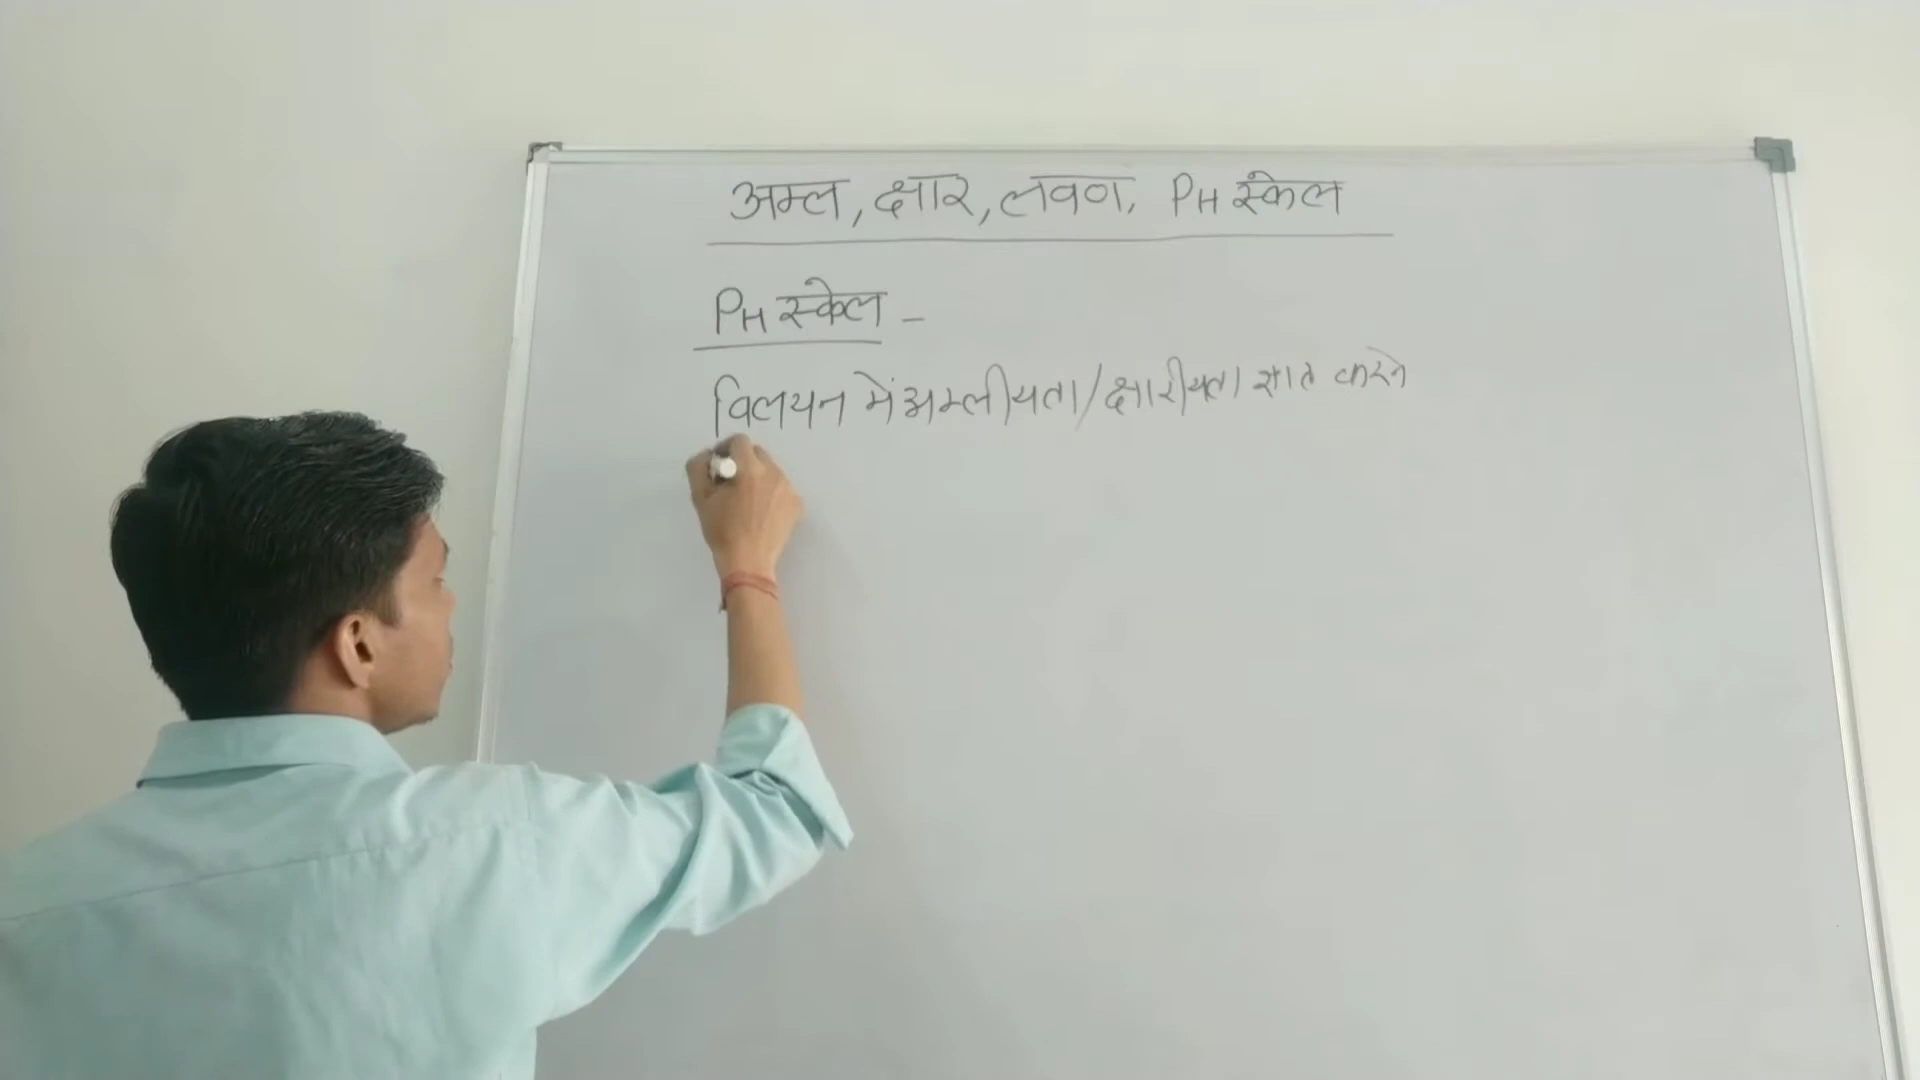 अम्ल, क्षार, लवण, PH स्केल
PH स्केल -
विलयन में अम्लीयता/क्षारीयता ज्ञात करने